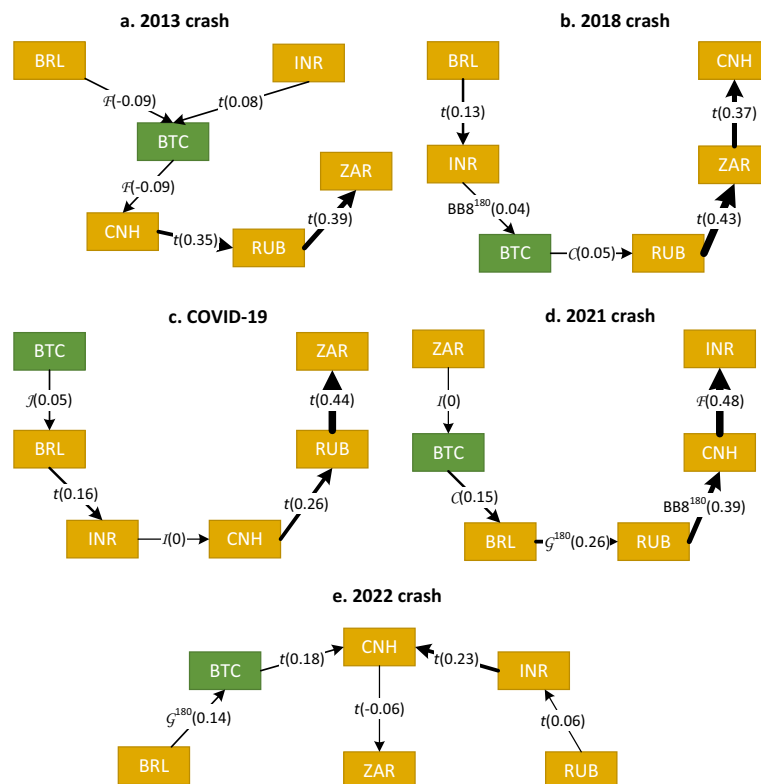 a. 2013 crash
BRL
INR
ℱ(-0.09)
t(0.08)
BTC
ℱ(-0.09)
ZAR
CNH
t(0.35)
RUB
t(0.39)
b. 2018 crash
BRL
CNH
t(0.13)
t(0.37)
INR
ZAR
BB8¹⁸⁰(0.04)
t(0.43)
BTC
C(0.05)
RUB
c. COVID-19
BTC
ZAR
J(0.05)
t(0.44)
BRL
RUB
t(0.16)
t(0.26)
INR
I(0)
CNH
d. 2021 crash
ZAR
INR
I(0)
ℱ(0.48)
BTC
CNH
C(0.15)
BB8¹⁸⁰(0.39)
BRL
𝒢¹⁸⁰(0.26)
RUB
e. 2022 crash
BTC
t(0.18)
CNH
t(0.23)
INR
𝒢¹⁸⁰(0.14)
t(-0.06)
t(0.06)
BRL
ZAR
RUB